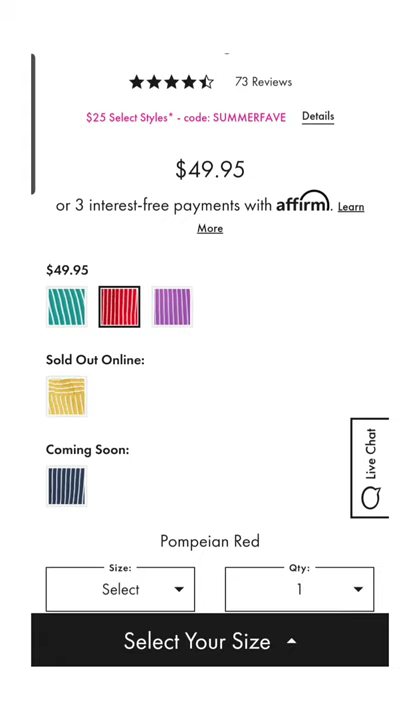 73 Reviews
$25 Select Styles* - code: SUMMERFAVE Details
$49.95
or 3 interest-free payments with affirm. Learn
More
$49.95
Sold Out Online:
Coming Soon:
Live Chat
Pompeian Red
Size: Qty:
Select 1
Select Your Size